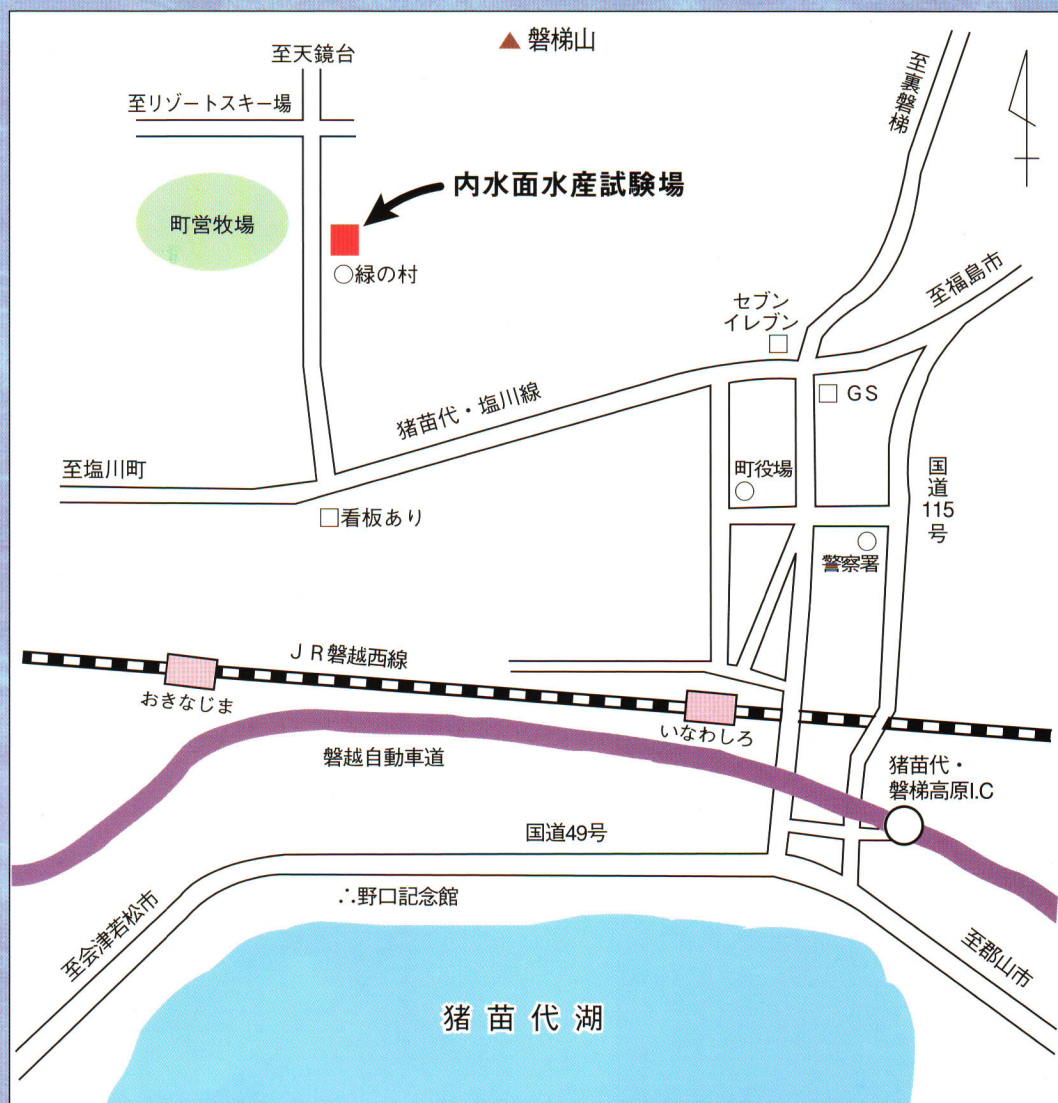 磐梯山
至天鏡台
至リゾートスキー場
至裏磐梯
内水面水産試験場
町営牧場
○緑の村
至福島市
セブン
イレブン
□GS
猪苗代・塩川線
至塩川町
町役場
国道
115
号
□看板あり
警察署
JR磐越西線
おきなじま
いなわしろ
磐越自動車道
猪苗代・
磐梯高原I.C
国道49号
∴野口記念館
至会津若松市
至郡山市
猪苗代湖